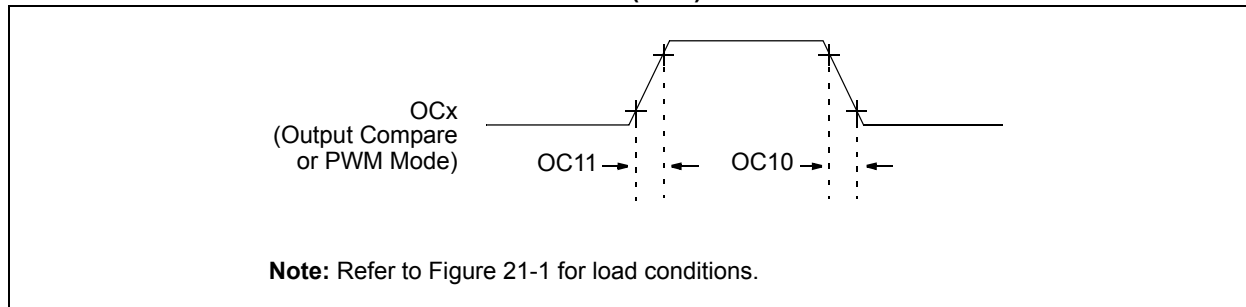 OCx
(Output Compare
or PWM Mode)
OC11
OC10
Note: Refer to Figure 21-1 for load conditions.